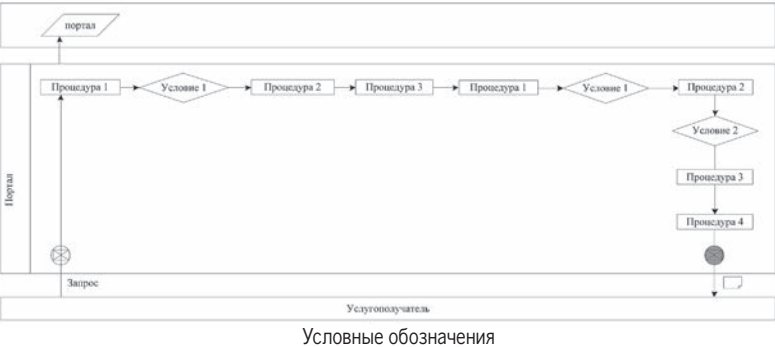 портал
Процедура 1
Условие 1
Процедура 2
Процедура 3
Процедура 1
Условие 1
Процедура 2
Условие 2
Процедура 3
Процедура 4
Портал
Запрос
Услугополучатель
Условные обозначения